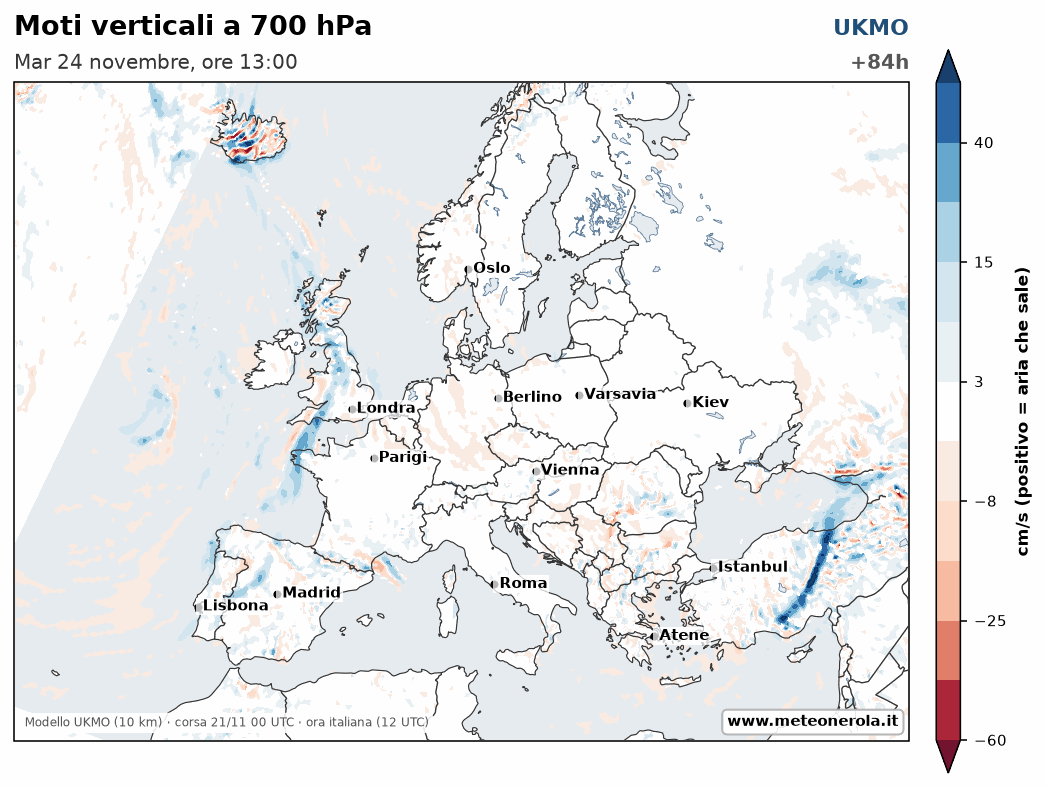 Moti verticali a 700 hPa
UKMO
Mar 24 novembre, ore 13:00
+84h
40
15
3
−8
−25
−60
cm/s (positivo = aria che sale)
Oslo
Londra
Berlino
Varsavia
Kiev
Parigi
Vienna
Istanbul
Roma
Madrid
Lisbona
Atene
Modello UKMO (10 km) · corsa 21/11 00 UTC · ora italiana (12 UTC)
www.meteonerola.it